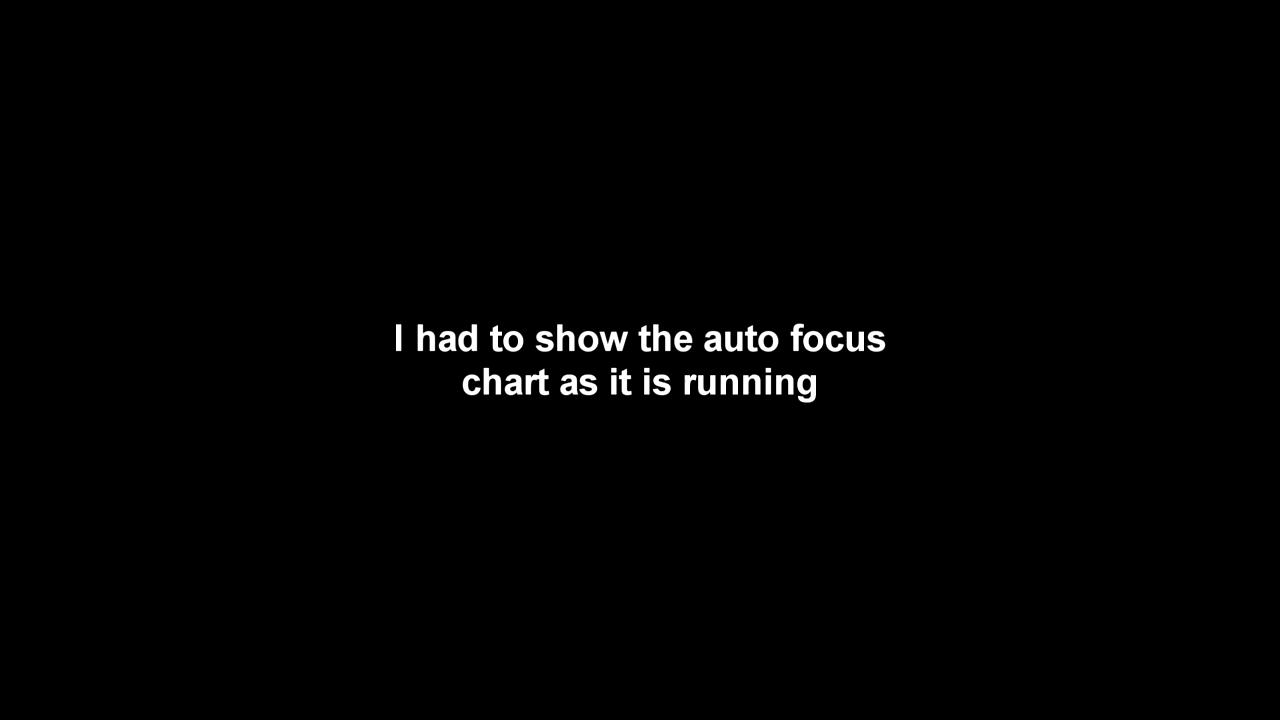 I had to show the auto focus
chart as it is running